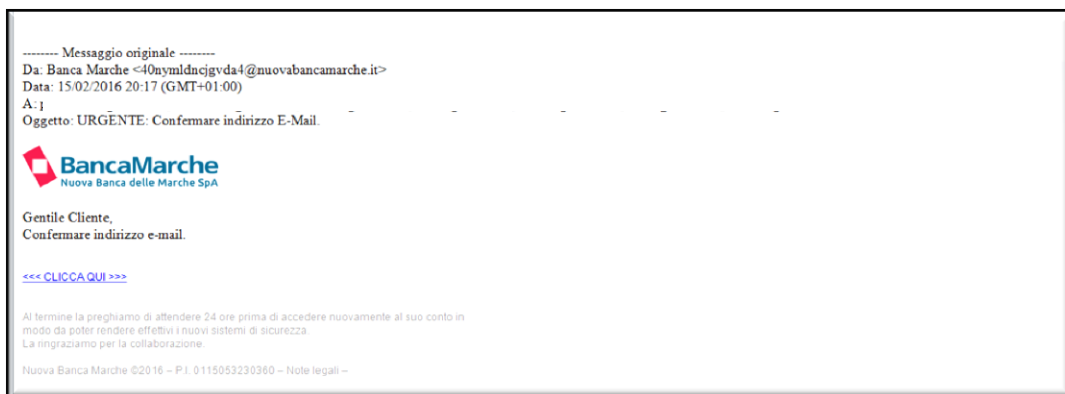 -------- Messaggio originale --------
Da: Banca Marche <40nymldncjgvda4@nuovabancamarche.it>
Data: 15/02/2016 20:17 (GMT+01:00)
A:
Oggetto: URGENTE: Confermare indirizzo E-Mail.
BancaMarche
Nuova Banca delle Marche SpA
Gentile Cliente,
Confermare indirizzo e-mail.
<<< CLICCA QUI >>>
Al termine la preghiamo di attendere 24 ore prima di accedere nuovamente al suo conto in
modo da poter rendere effettivi i nuovi sistemi di sicurezza.
La ringraziamo per la collaborazione.
Nuova Banca Marche ©2016 – P.I. 0115053230360 – Note legali –